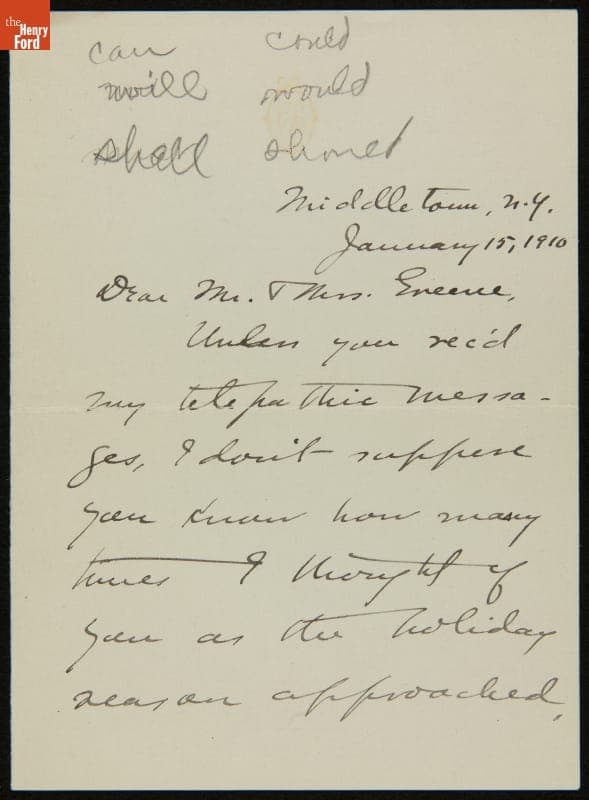 the
Henry
Ford
can could
will would
shall should
Middletown, N.Y.
January 15, 1910
Dear Mr. & Mrs. Greene,
Unless you rec'd
my telepathic messa-
ges, I don't suppose
you know how many
times I thought of
you as the holiday
season approached,